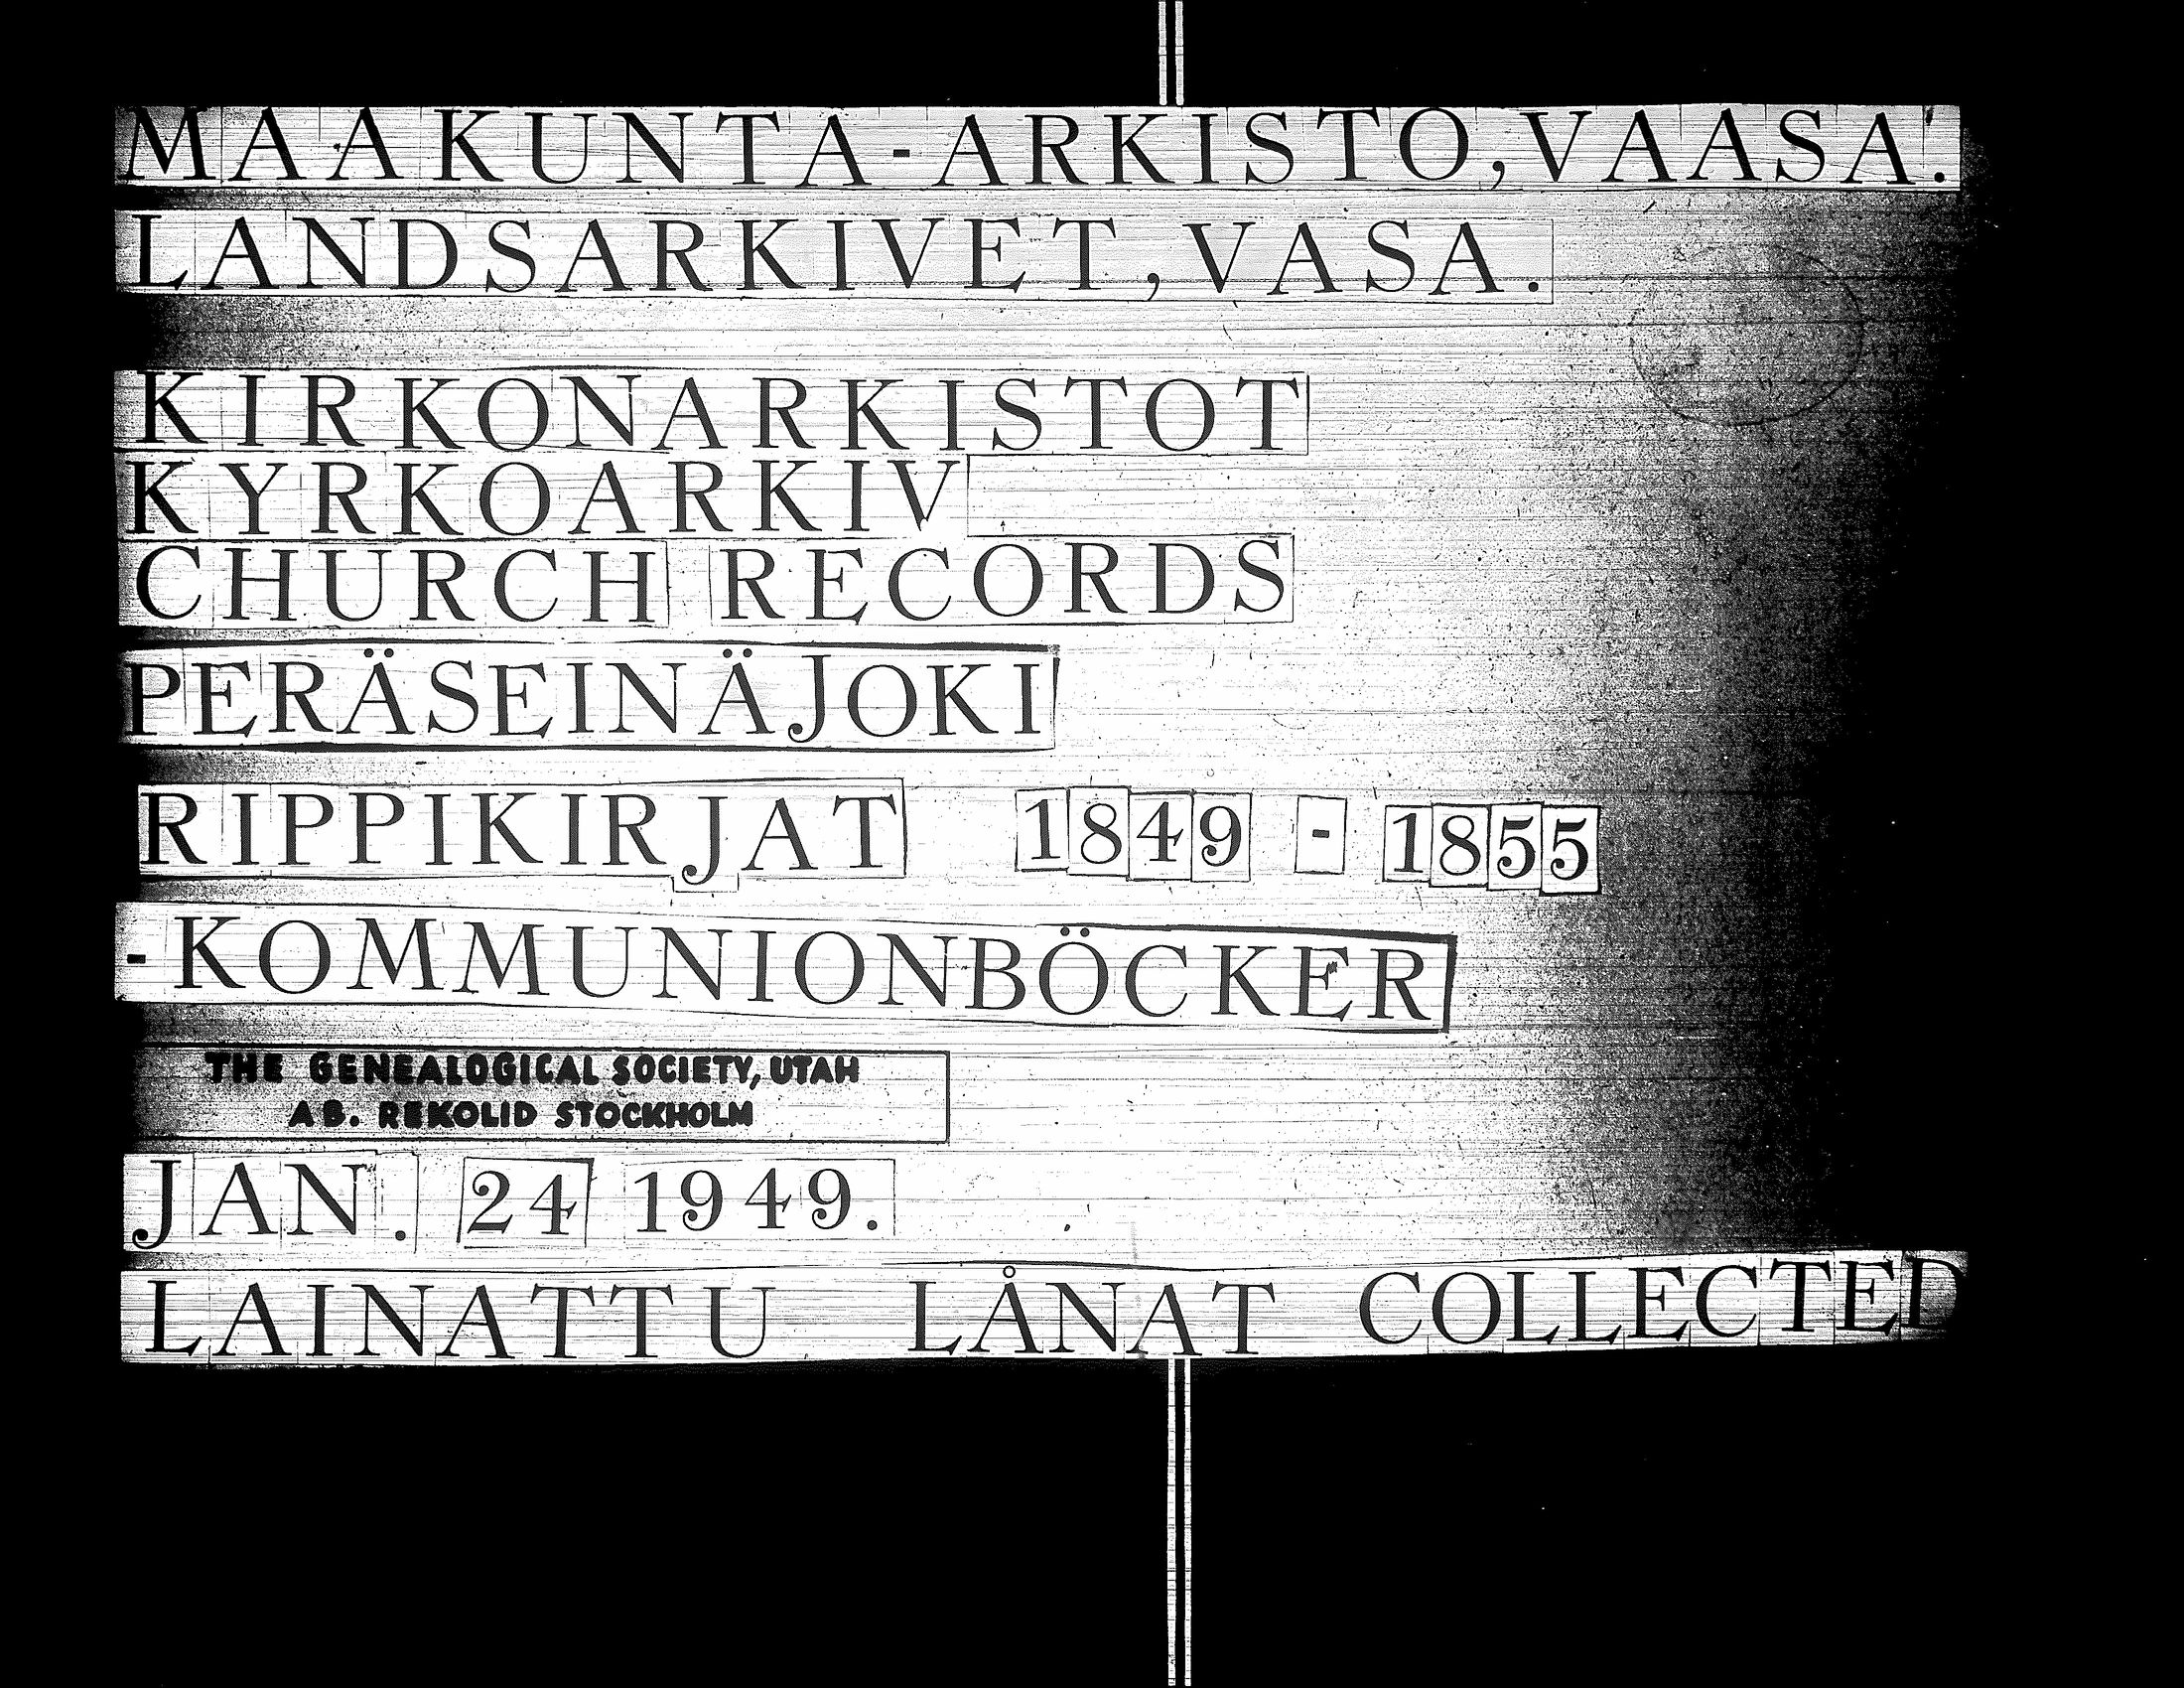 MAAKUNTA-ARKISTO, VAASA.
LANDSARKIVET, VASA.
KIRKONARKISTOT
KYRKOARKIV
CHURCH RECORDS
PERÄSEINÄJOKI
RIPPIKIRJAT 1849 - 1855
-KOMMUNIONBÖCKER
THE GENEALOGICAL SOCIETY, UTAH
AB. REKOLID STOCKHOLM
JAN. 24 1949.
LAINATTU LÅNAT COLLECTED